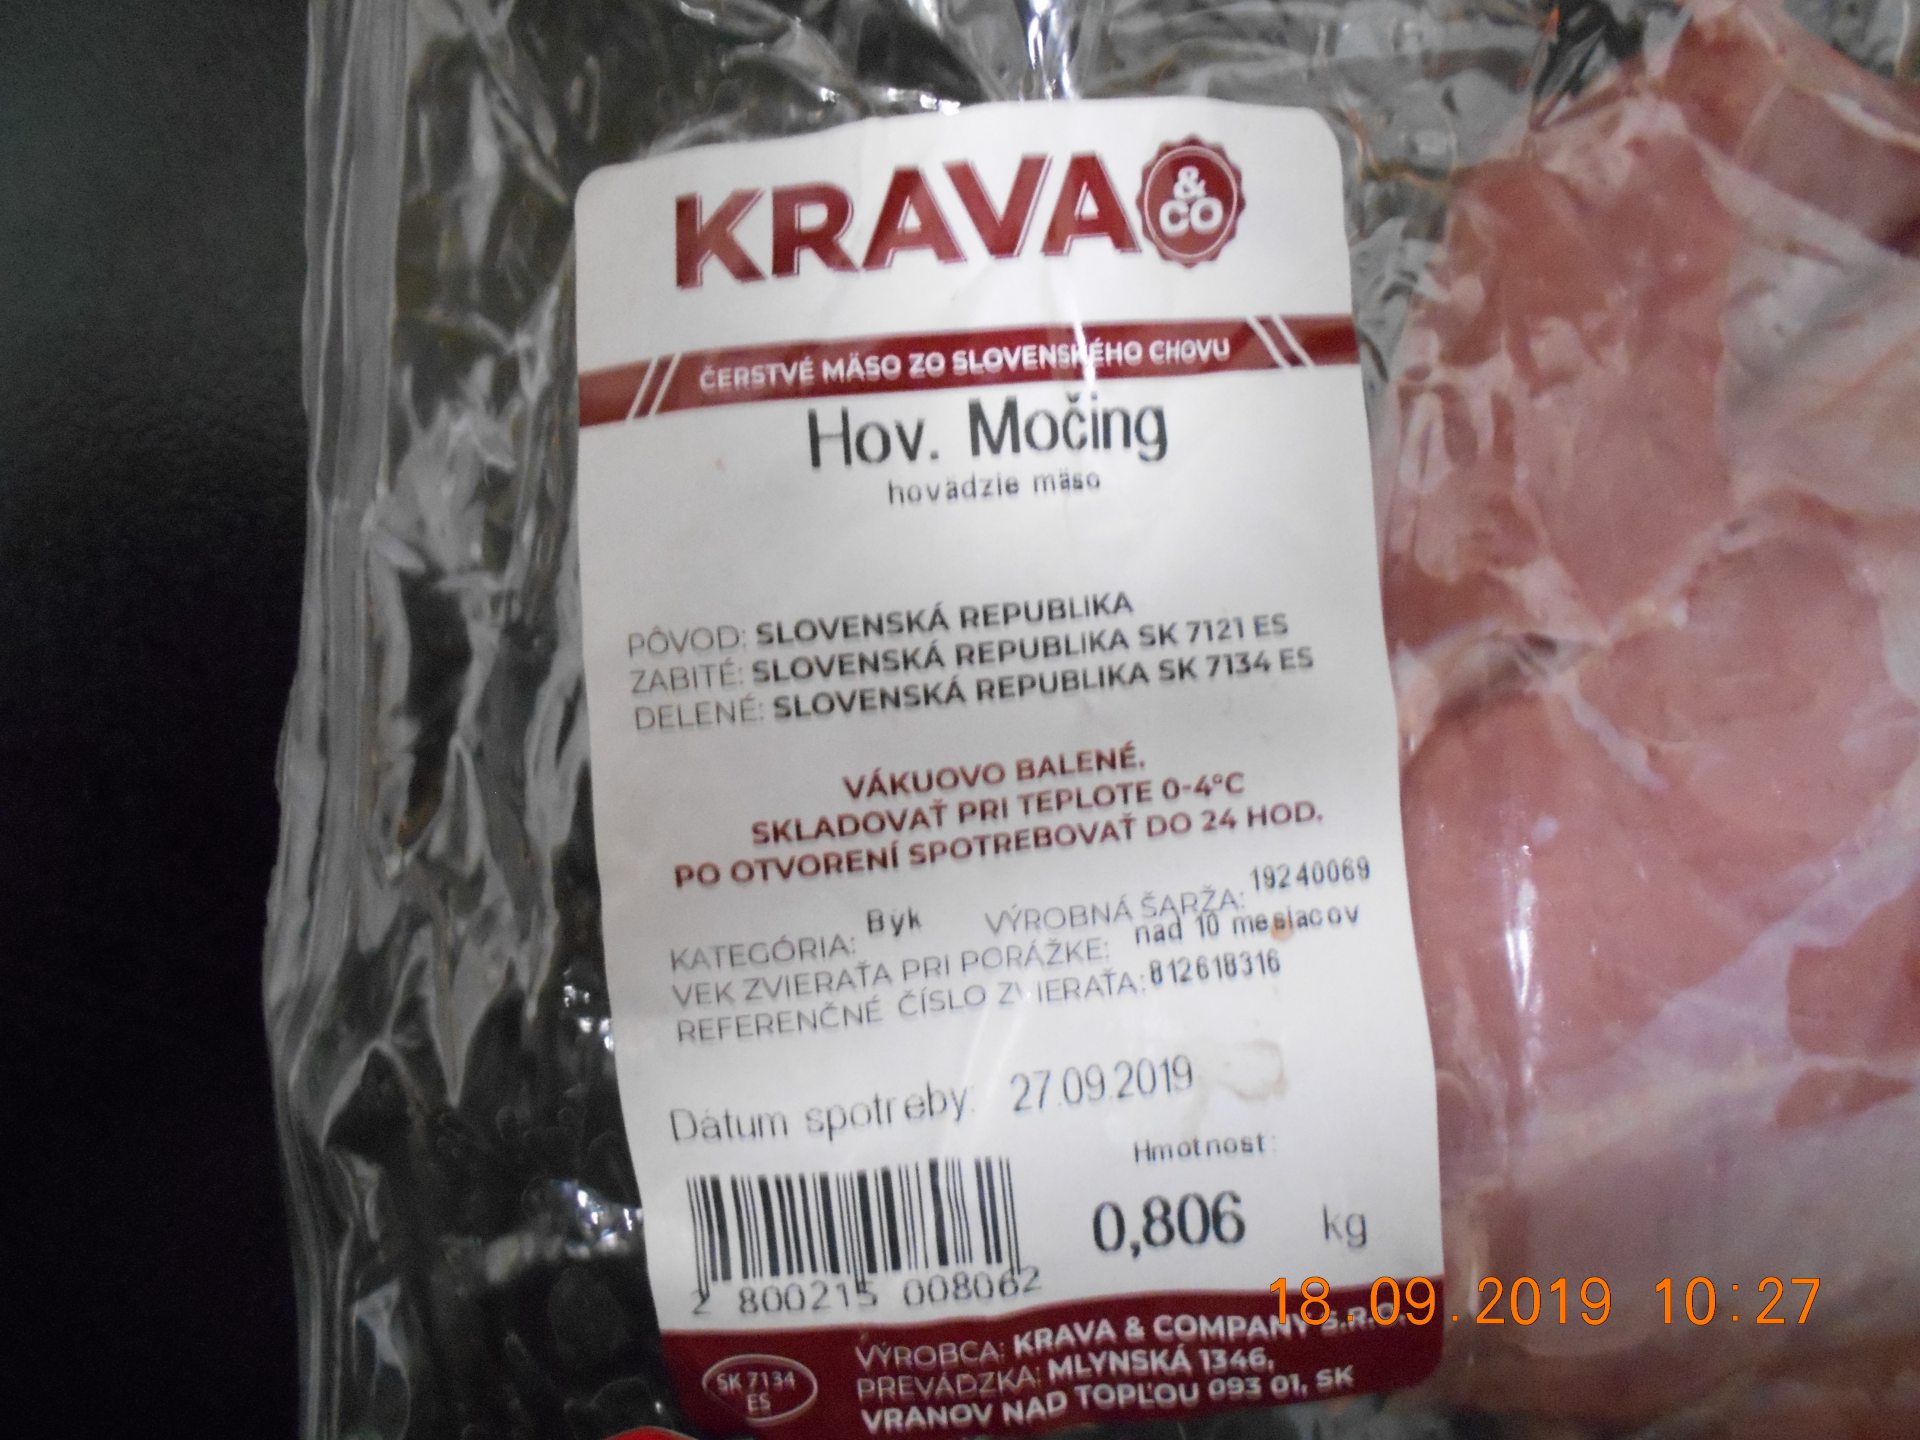 KRAVA & CO
ČERSTVÉ MÄSO ZO SLOVENSKÉHO CHOVU
Hov. Močing
hovädzie mäso
PÔVOD: SLOVENSKÁ REPUBLIKA
ZABITÉ: SLOVENSKÁ REPUBLIKA SK 7121 ES
DELENÉ: SLOVENSKÁ REPUBLIKA SK 7134 ES
VÁKUOVO BALENÉ.
SKLADOVAŤ PRI TEPLOTE 0-4°C
PO OTVORENÍ SPOTREBOVAŤ DO 24 HOD.
KATEGÓRIA: Býk VÝROBNÁ ŠARŽA: 19240069
VEK ZVIERAŤA PRI PORÁŽKE: nad 10 mesiacov
REFERENČNÉ ČÍSLO ZVIERAŤA: 812618316
Dátum spotreby: 27.09.2019
Hmotnost:
0,806 kg
2 800215 008062
18.09.2019 10:27
VÝROBCA: KRAVA & COMPANY S.R.O.
PREVÁDZKA: MLYNSKÁ 1346,
VRANOV NAD TOPĽOU 093 01, SK
SK 7134
ES